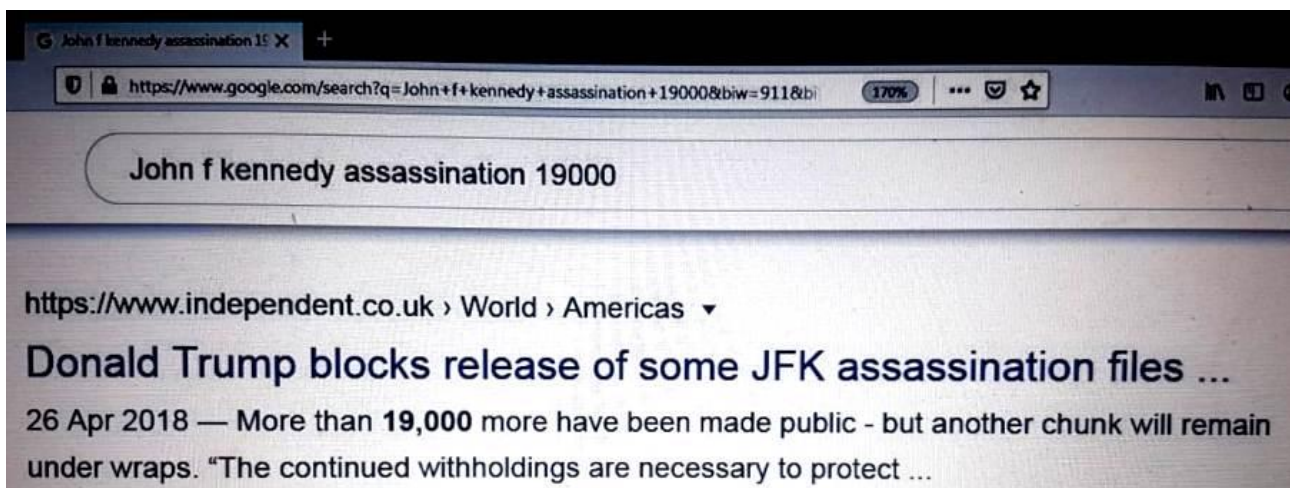 John f kennedy assassination 19
https://www.google.com/search?q=John+f+kennedy+assassination+19000&biw=911&bi 170%
John f kennedy assassination 19000
https://www.independent.co.uk › World › Americas
Donald Trump blocks release of some JFK assassination files ...
26 Apr 2018 — More than 19,000 more have been made public - but another chunk will remain
under wraps. “The continued withholdings are necessary to protect ...